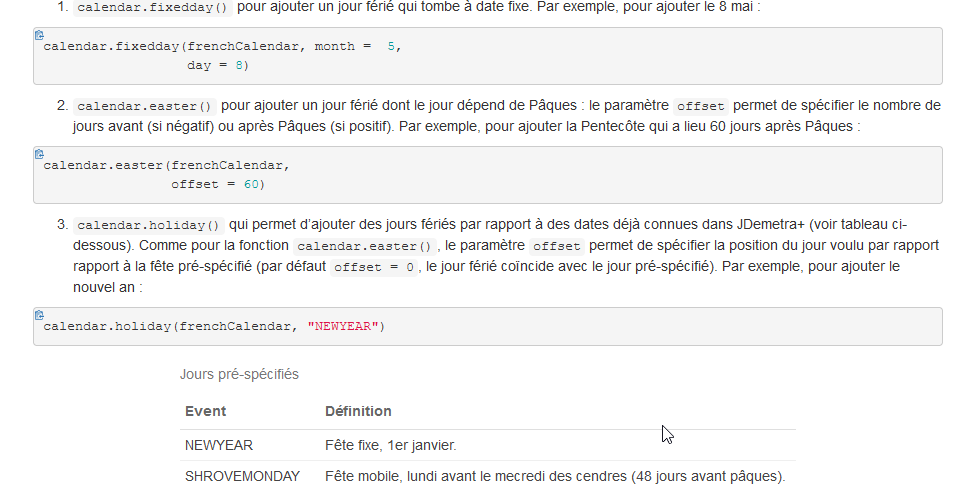 1. calendar.fixedday() pour ajouter un jour férié qui tombe à date fixe. Par exemple, pour ajouter le 8 mai :
calendar.fixedday(frenchCalendar, month =  5,
day = 8)
2. calendar.easter() pour ajouter un jour férié dont le jour dépend de Pâques : le paramètre offset permet de spécifier le nombre de
jours avant (si négatif) ou après Pâques (si positif). Par exemple, pour ajouter la Pentecôte qui a lieu 60 jours après Pâques :
calendar.easter(frenchCalendar,
offset = 60)
3. calendar.holiday() qui permet d'ajouter des jours fériés par rapport à des dates déjà connues dans JDemetra+ (voir tableau ci-
dessous). Comme pour la fonction calendar.easter(), le paramètre offset permet de spécifier la position du jour voulu par rapport
rapport à la fête pré-spécifié (par défaut offset = 0, le jour férié coïncide avec le jour pré-spécifié). Par exemple, pour ajouter le
nouvel an :
calendar.holiday(frenchCalendar, "NEWYEAR")
Jours pré-spécifiés
Event Définition
NEWYEAR Fête fixe, 1er janvier.
SHROVEMONDAY Fête mobile, lundi avant le mecredi des cendres (48 jours avant pâques).